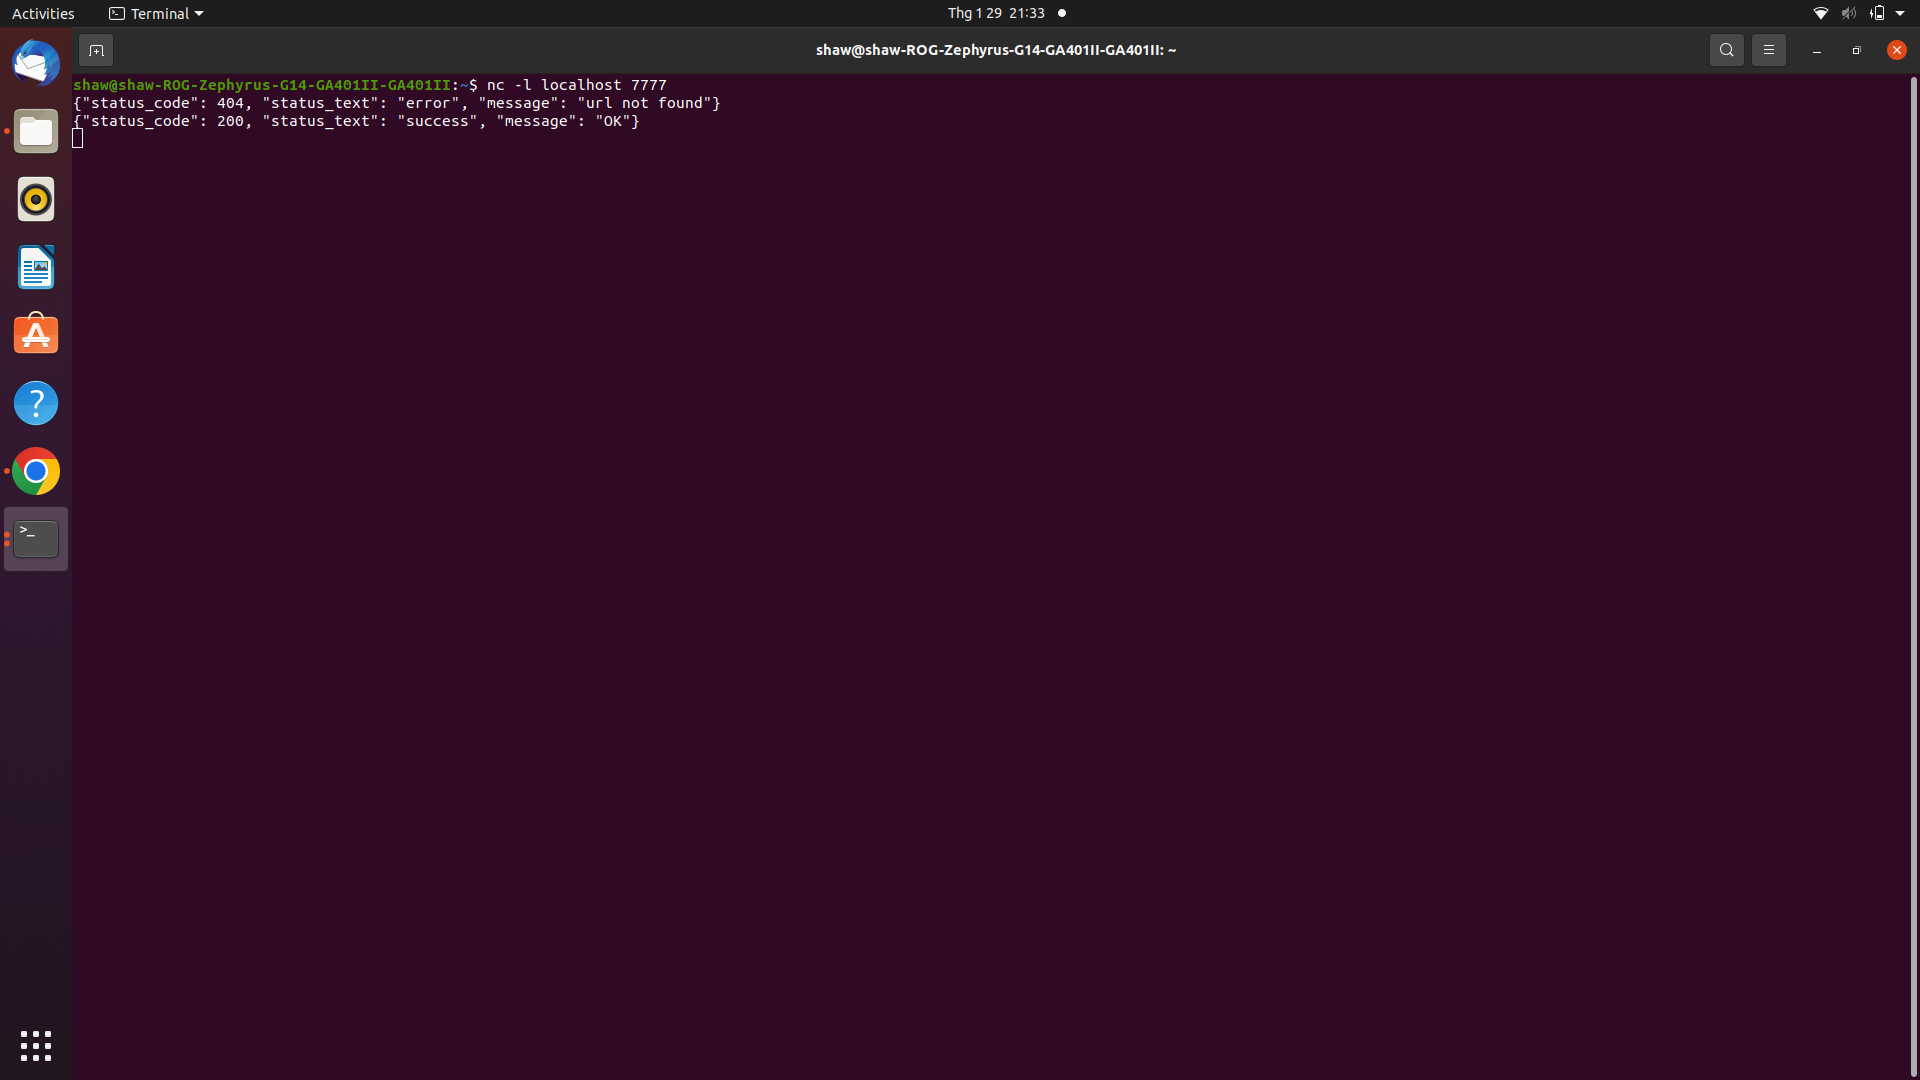 Activities
Terminal
Thg 1 29 21:33
shaw@shaw-ROG-Zephyrus-G14-GA401II-GA401II: ~
shaw@shaw-ROG-Zephyrus-G14-GA401II-GA401II:~$ nc -l localhost 7777
{"status_code": 404, "status_text": "error", "message": "url not found"}
{"status_code": 200, "status_text": "success", "message": "OK"}